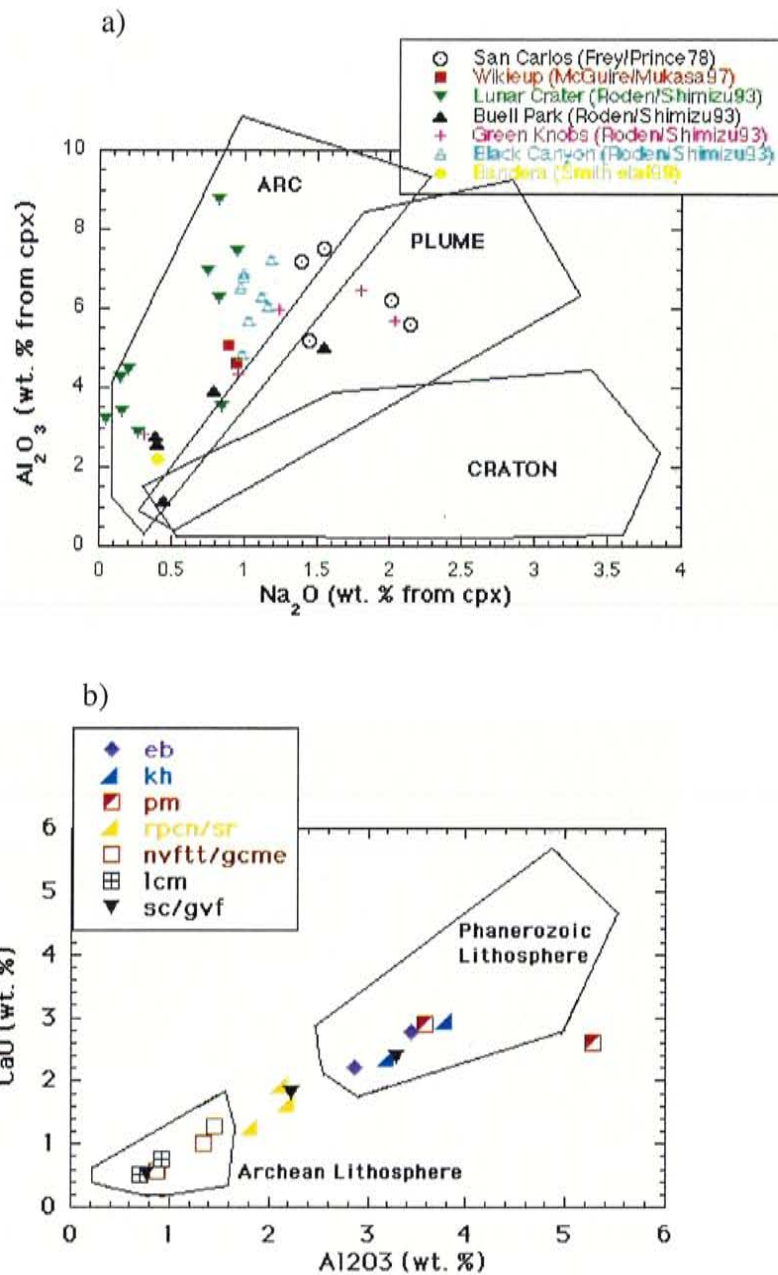 a)
San Carlos (Frey/Prince78)
Wikieup (McGuire/Mukasa97)
Lunar Crater (Roden/Shimizu93)
Buell Park (Roden/Shimizu93)
Green Knobs (Roden/Shimizu93)
Black Canyon (Roden/Shimizu93)
Bandera (Smith etal99)
10
8
6
4
2
0
ARC
PLUME
CRATON
Al2O3 (wt. % from cpx)
0 0.5 1 1.5 2 2.5 3 3.5 4
Na2O (wt. % from cpx)
b)
eb
kh
pm
rpcn/sr
nvftt/gcme
lcm
sc/gvf
6
5
4
3
2
1
0
Phanerozoic
Lithosphere
Archean Lithosphere
CaO (wt. %)
0 1 2 3 4 5 6
Al2O3 (wt. %)